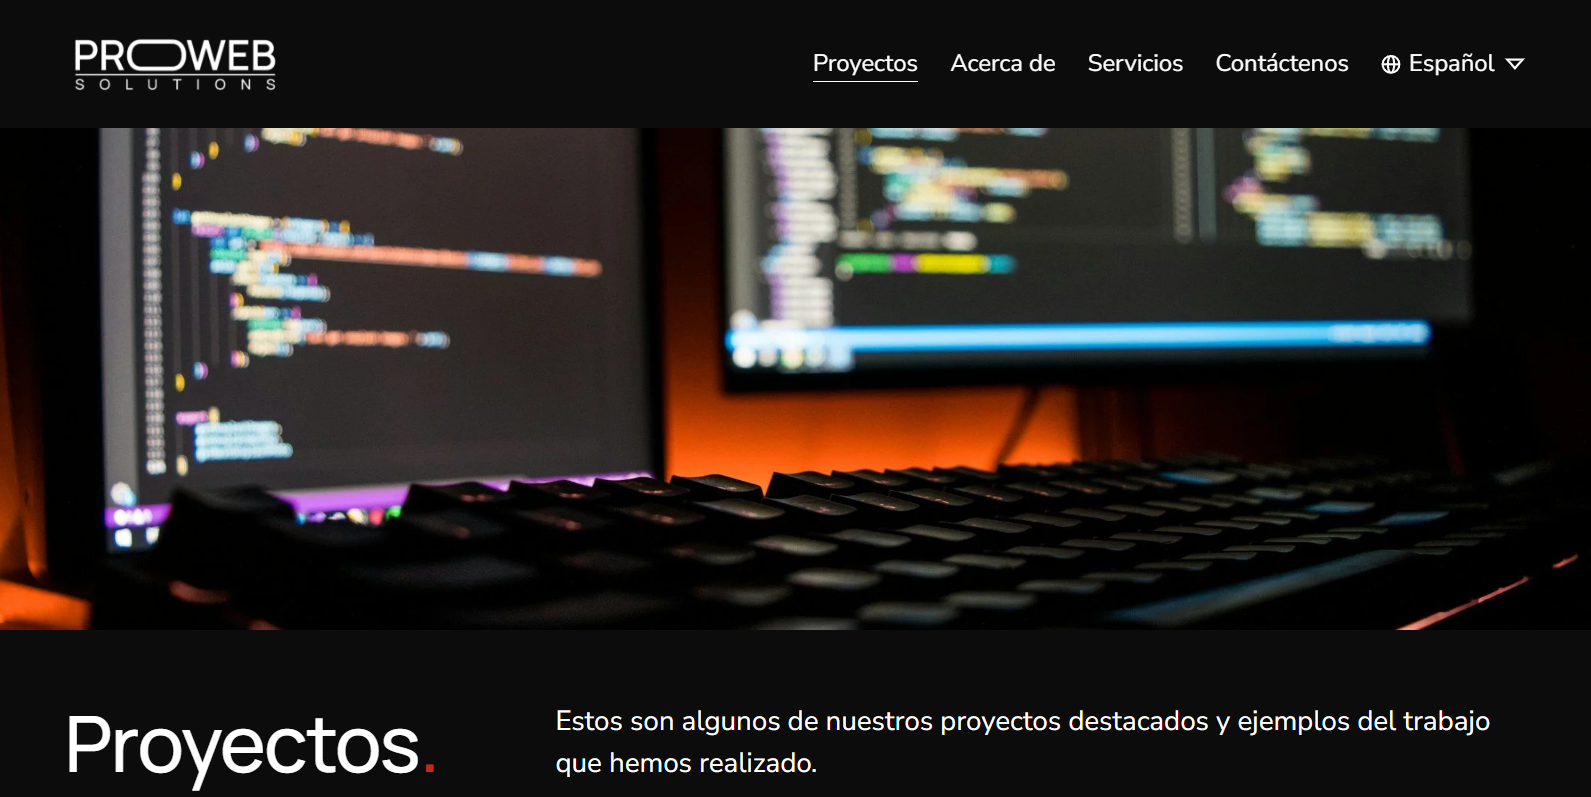 PROWEB
SOLUTIONS
Proyectos
Acerca de
Servicios
Contáctenos
Español
Proyectos.
Estos son algunos de nuestros proyectos destacados y ejemplos del trabajo
que hemos realizado.